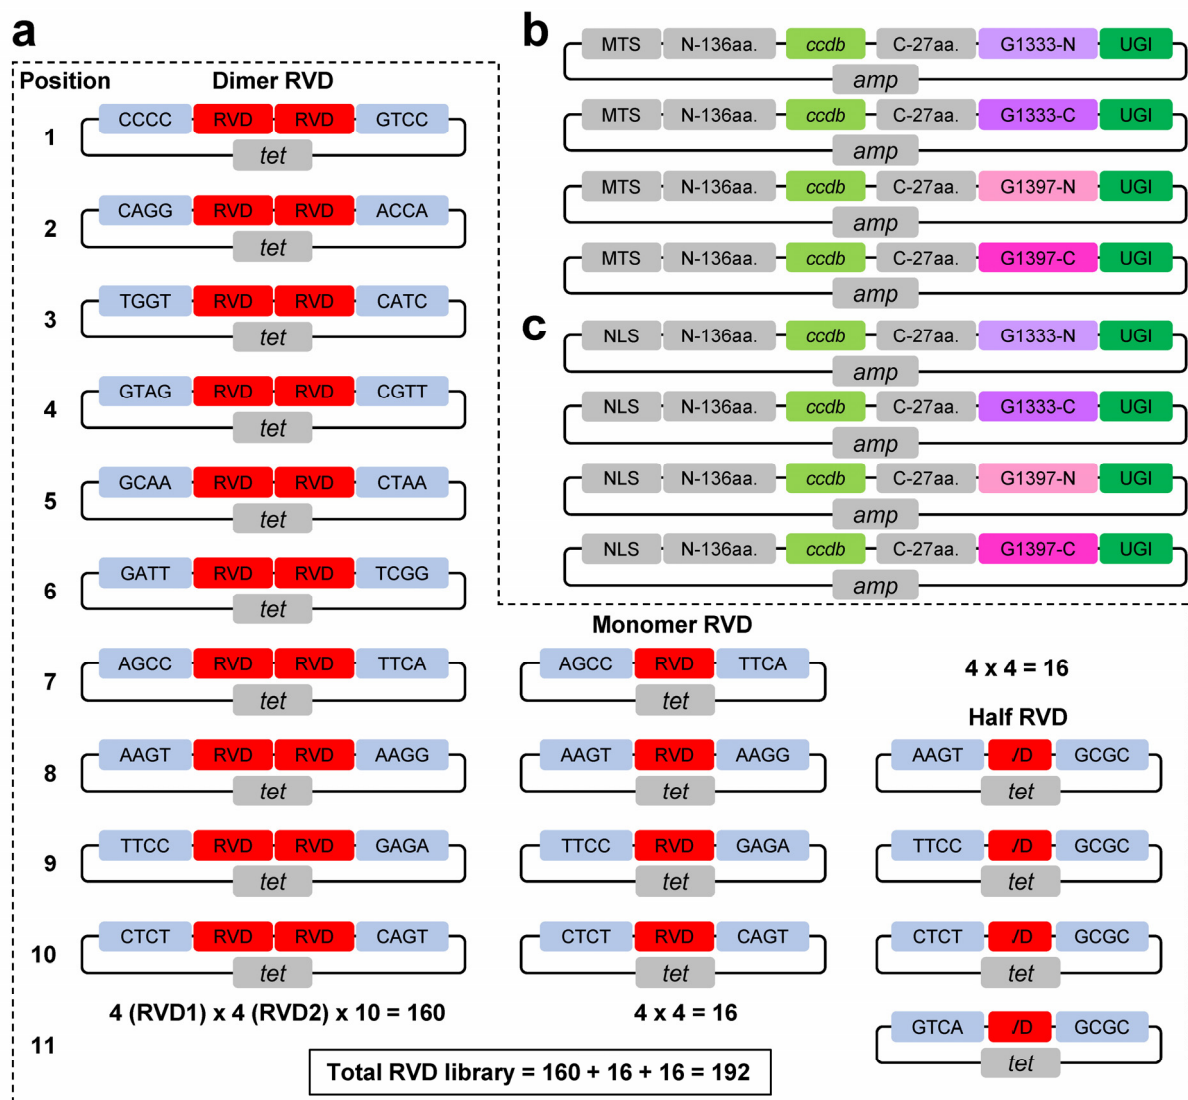 a
Position Dimer RVD
1 CCCC RVD RVD GTCC
tet
2 CAGG RVD RVD ACCA
tet
3 TGGT RVD RVD CATC
tet
4 GTAG RVD RVD CGTT
tet
5 GCAA RVD RVD CTAA
tet
6 GATT RVD RVD TCGG
tet
7 AGCC RVD RVD TTCA
tet
8 AAGT RVD RVD AAGG
tet
9 TTCC RVD RVD GAGA
tet
10 CTCT RVD RVD CAGT
tet
4 (RVD1) x 4 (RVD2) x 10 = 160
11
b
MTS N-136aa. ccdb C-27aa. G1333-N UGI
amp
MTS N-136aa. ccdb C-27aa. G1333-C UGI
amp
MTS N-136aa. ccdb C-27aa. G1397-N UGI
amp
MTS N-136aa. ccdb C-27aa. G1397-C UGI
amp
c
NLS N-136aa. ccdb C-27aa. G1333-N UGI
amp
NLS N-136aa. ccdb C-27aa. G1333-C UGI
amp
NLS N-136aa. ccdb C-27aa. G1397-N UGI
amp
NLS N-136aa. ccdb C-27aa. G1397-C UGI
amp
Monomer RVD
AGCC RVD TTCA
tet
AAGT RVD AAGG
tet
TTCC RVD GAGA
tet
CTCT RVD CAGT
tet
4 x 4 = 16
4 x 4 = 16
Half RVD
AAGT /D GCGC
tet
TTCC /D GCGC
tet
CTCT /D GCGC
tet
GTCA /D GCGC
tet
Total RVD library = 160 + 16 + 16 = 192